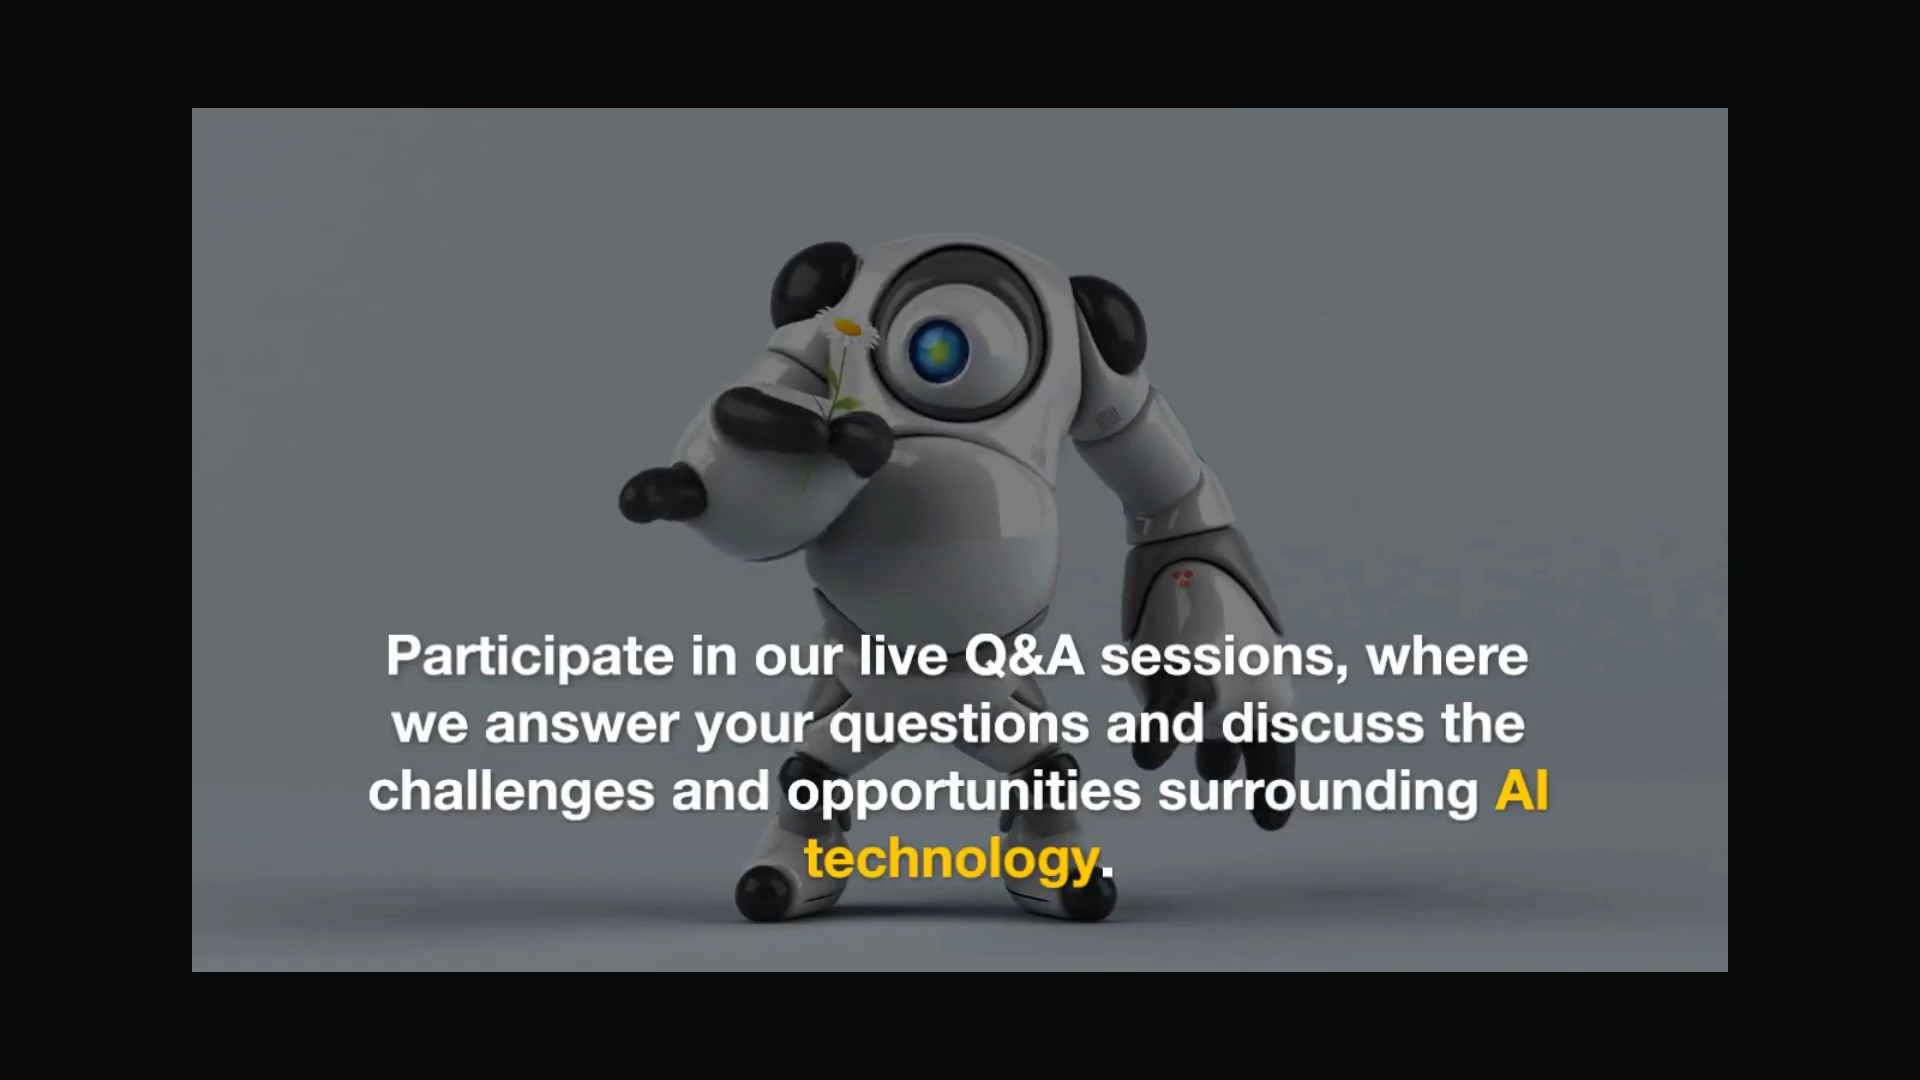 Participate in our live Q&A sessions, where
we answer your questions and discuss the
challenges and opportunities surrounding AI
technology.